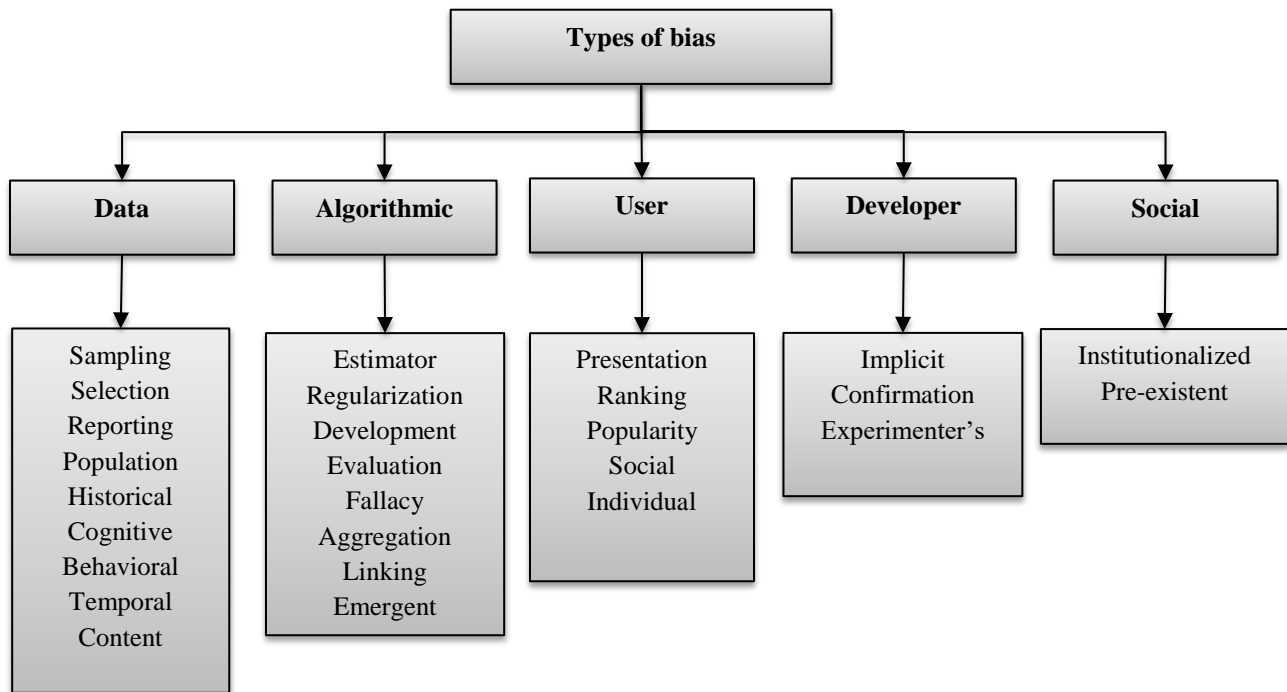 Types of bias
Data
Algorithmic
User
Developer
Social
Sampling
Selection
Reporting
Population
Historical
Cognitive
Behavioral
Temporal
Content
Estimator
Regularization
Development
Evaluation
Fallacy
Aggregation
Linking
Emergent
Presentation
Ranking
Popularity
Social
Individual
Implicit
Confirmation
Experimenter’s
Institutionalized
Pre-existent